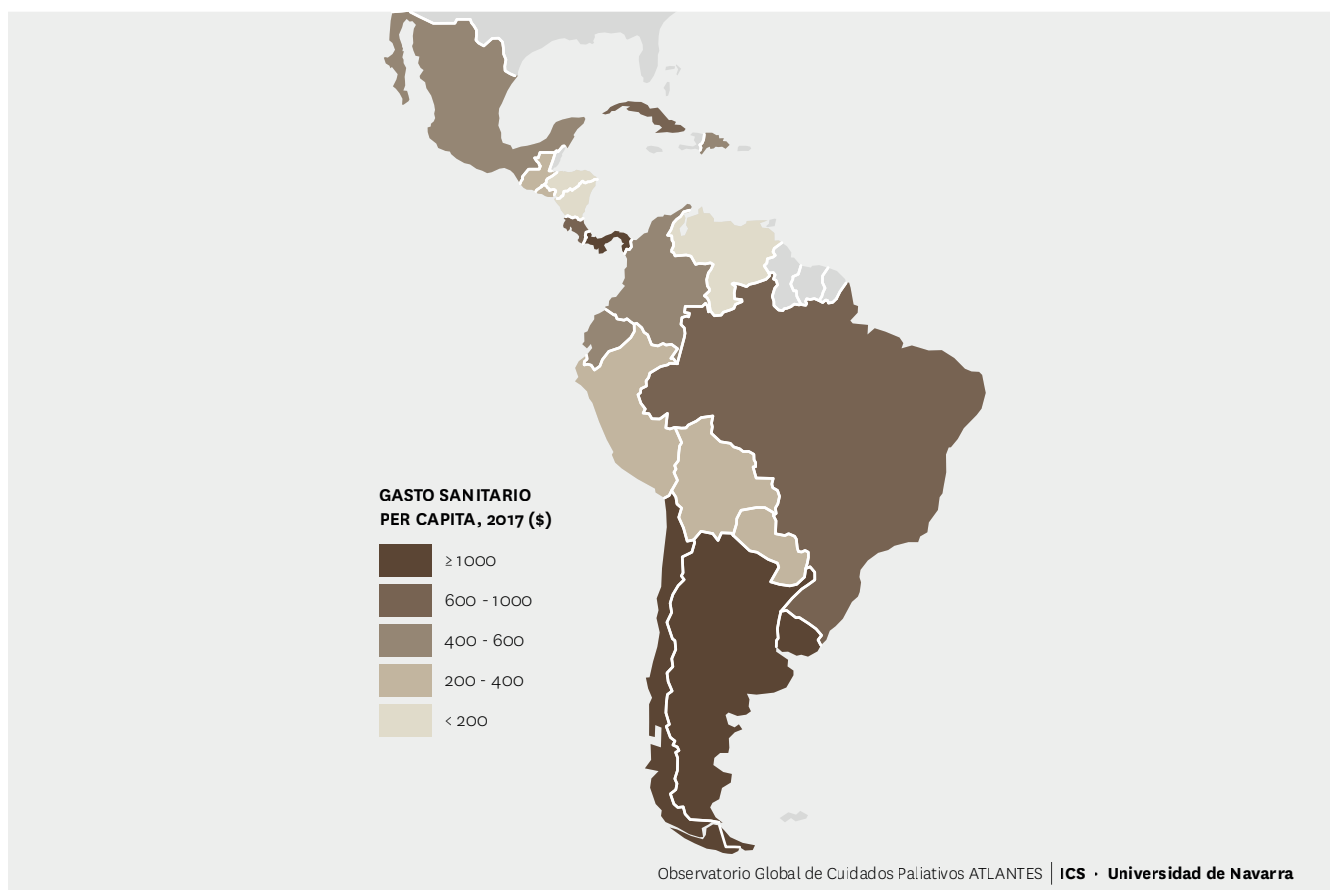 GASTO SANITARIO
PER CAPITA, 2017 ($)
≥ 1000
600 - 1000
400 - 600
200 - 400
< 200
Observatorio Global de Cuidados Paliativos ATLANTES | ICS · Universidad de Navarra